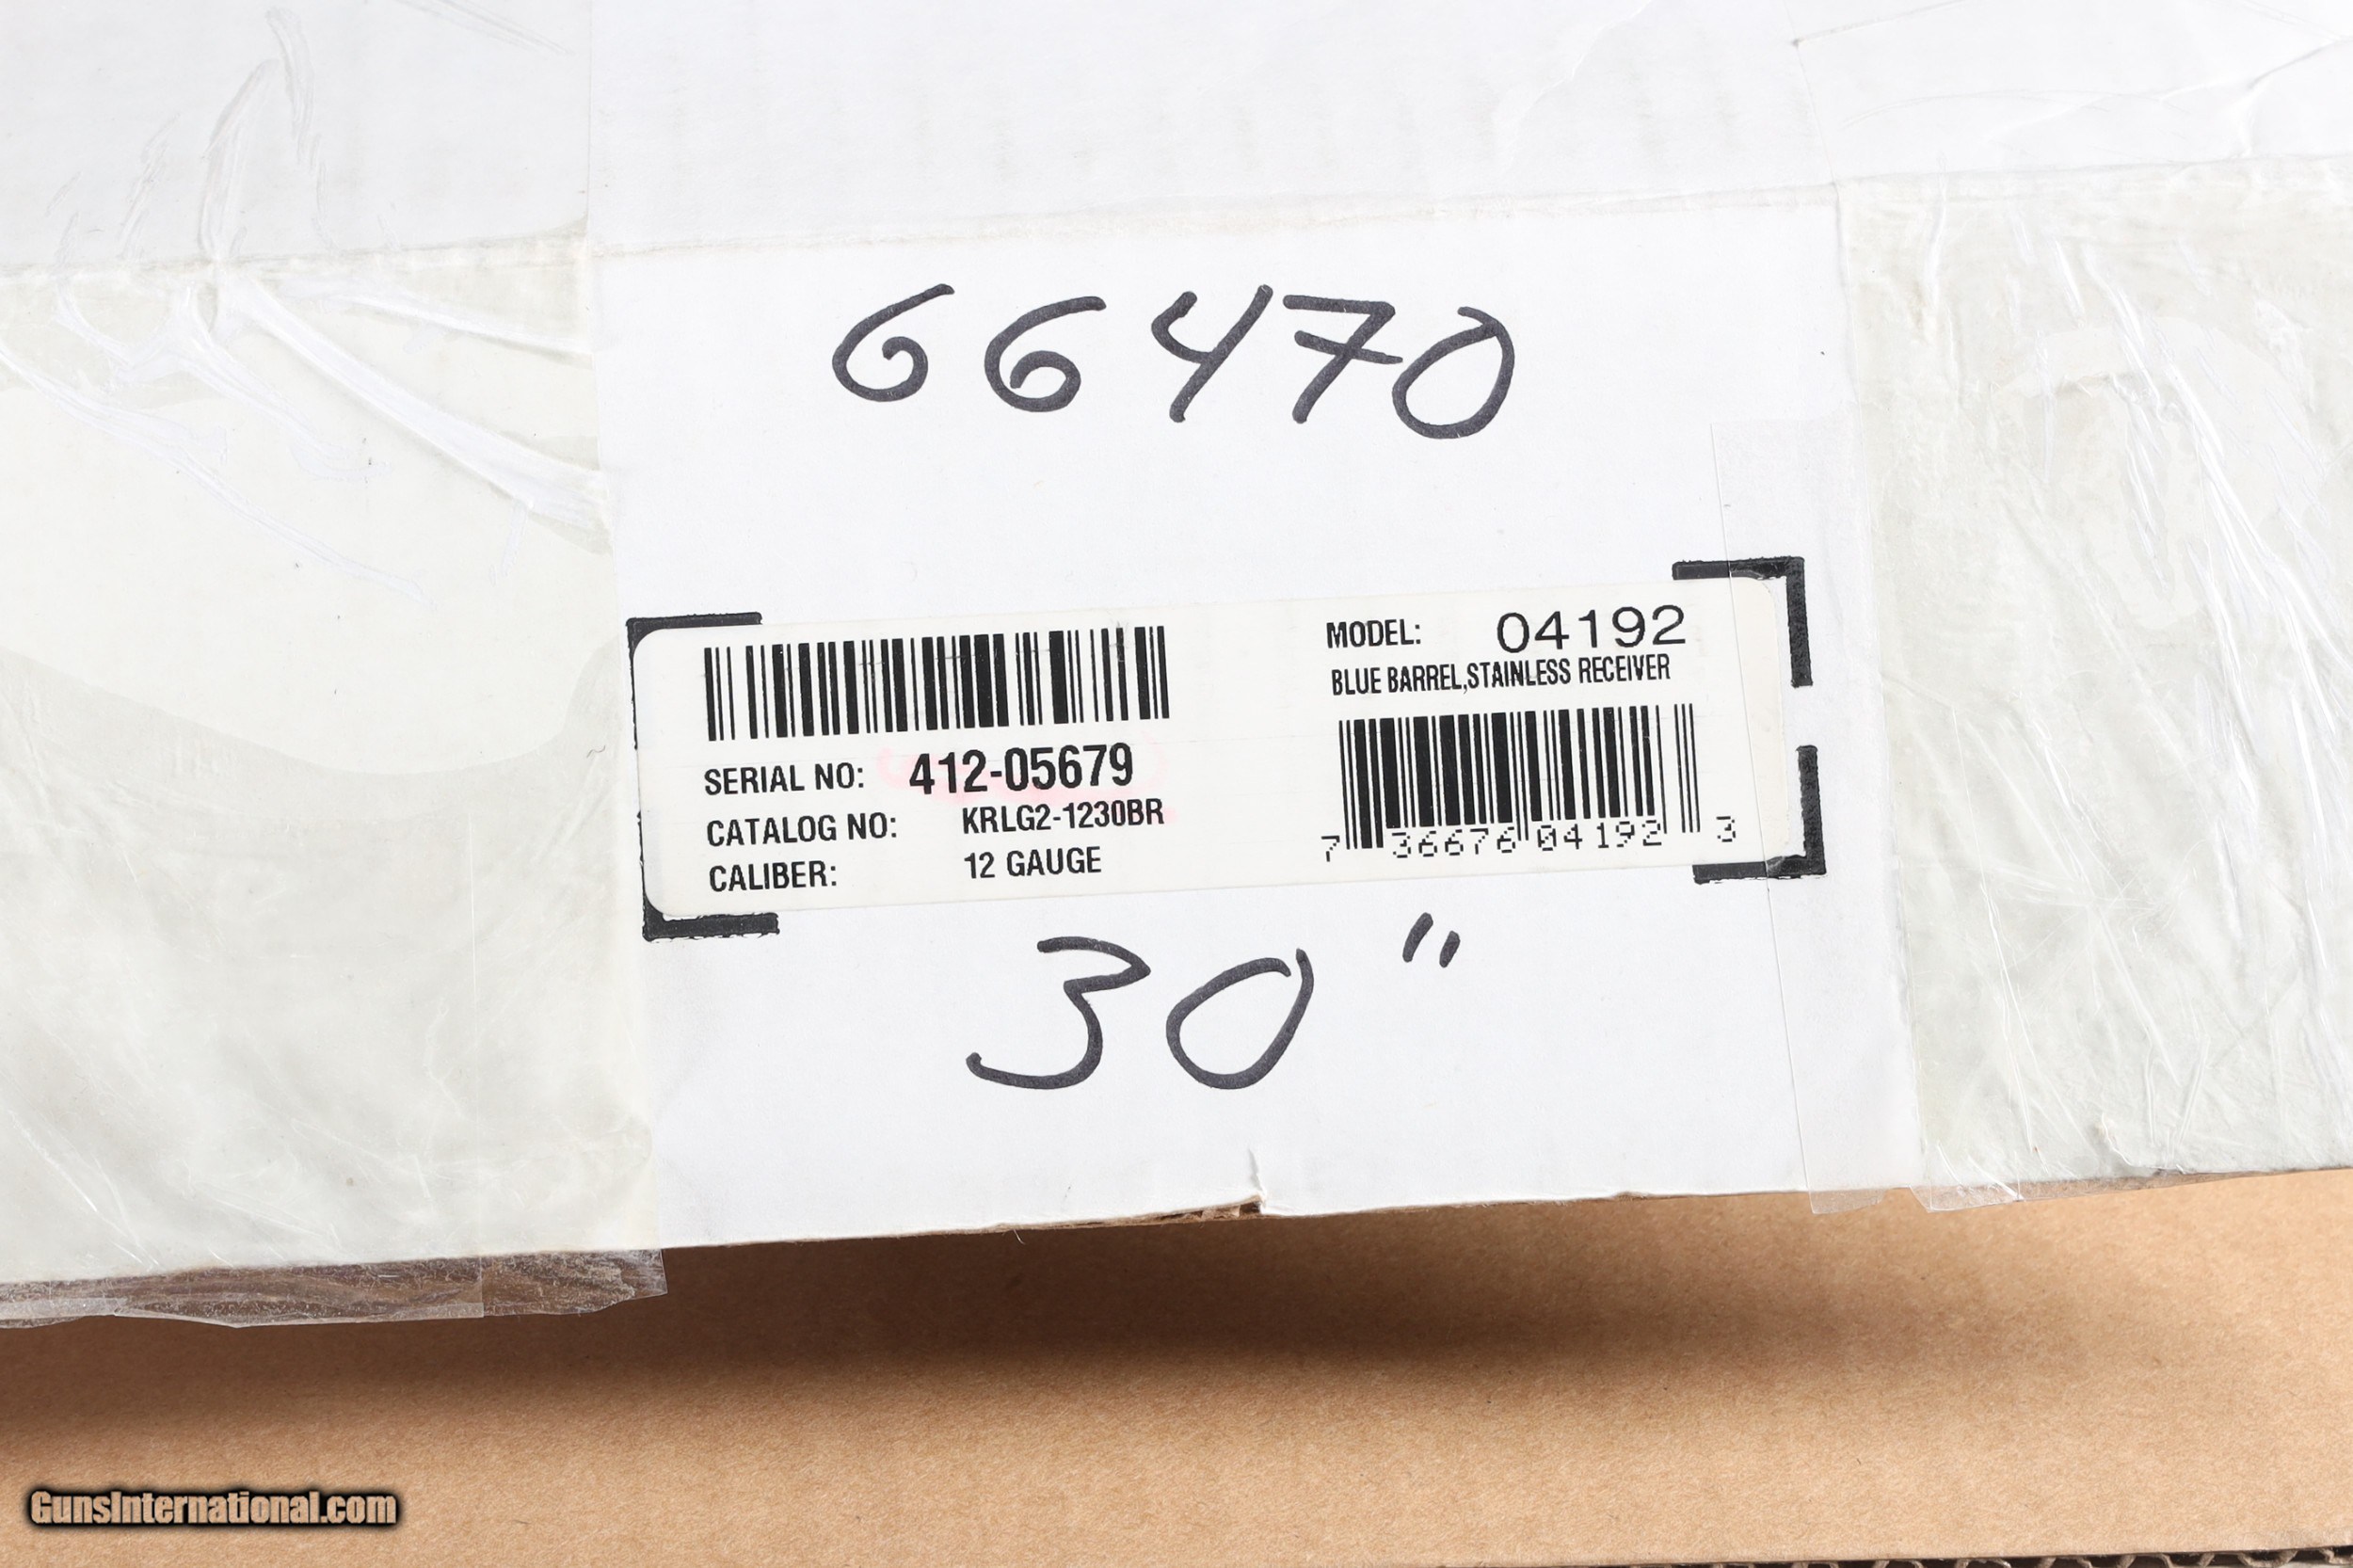 66470
SERIAL NO: 412-05679
CATALOG NO: KRLG2-1230BR
CALIBER: 12 GAUGE
MODEL: 04192
BLUE BARREL,STAINLESS RECEIVER
7 36676 04192 3
30"
GunsInternational.com